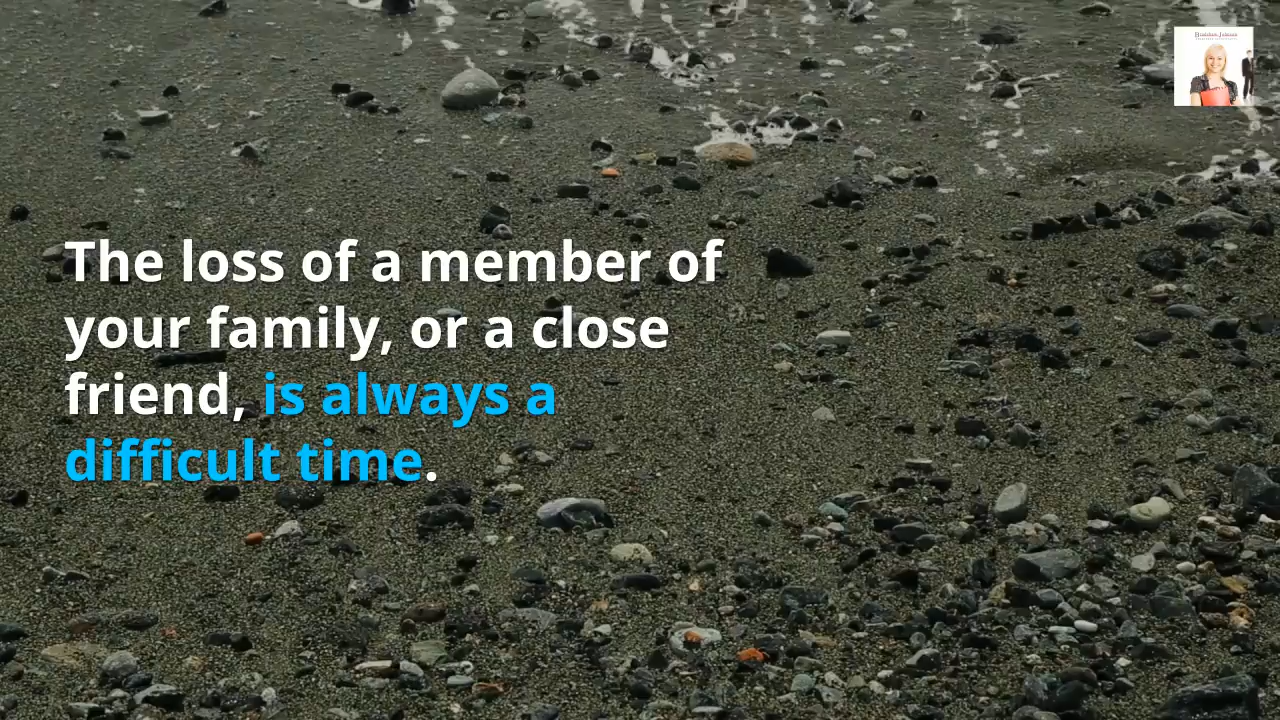 The loss of a member of
your family, or a close
friend, is always a
difficult time.